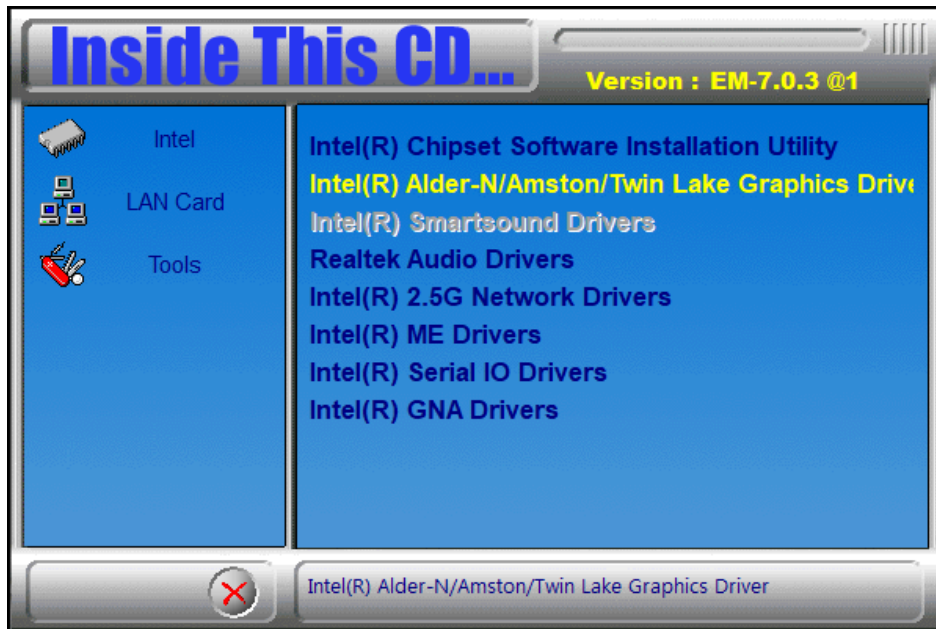 Inside This CD...
Version : EM-7.0.3 @1
Intel
LAN Card
Tools
Intel(R) Chipset Software Installation Utility
Intel(R) Alder-N/Amston/Twin Lake Graphics Drive
Intel(R) Smartsound Drivers
Realtek Audio Drivers
Intel(R) 2.5G Network Drivers
Intel(R) ME Drivers
Intel(R) Serial IO Drivers
Intel(R) GNA Drivers
Intel(R) Alder-N/Amston/Twin Lake Graphics Driver